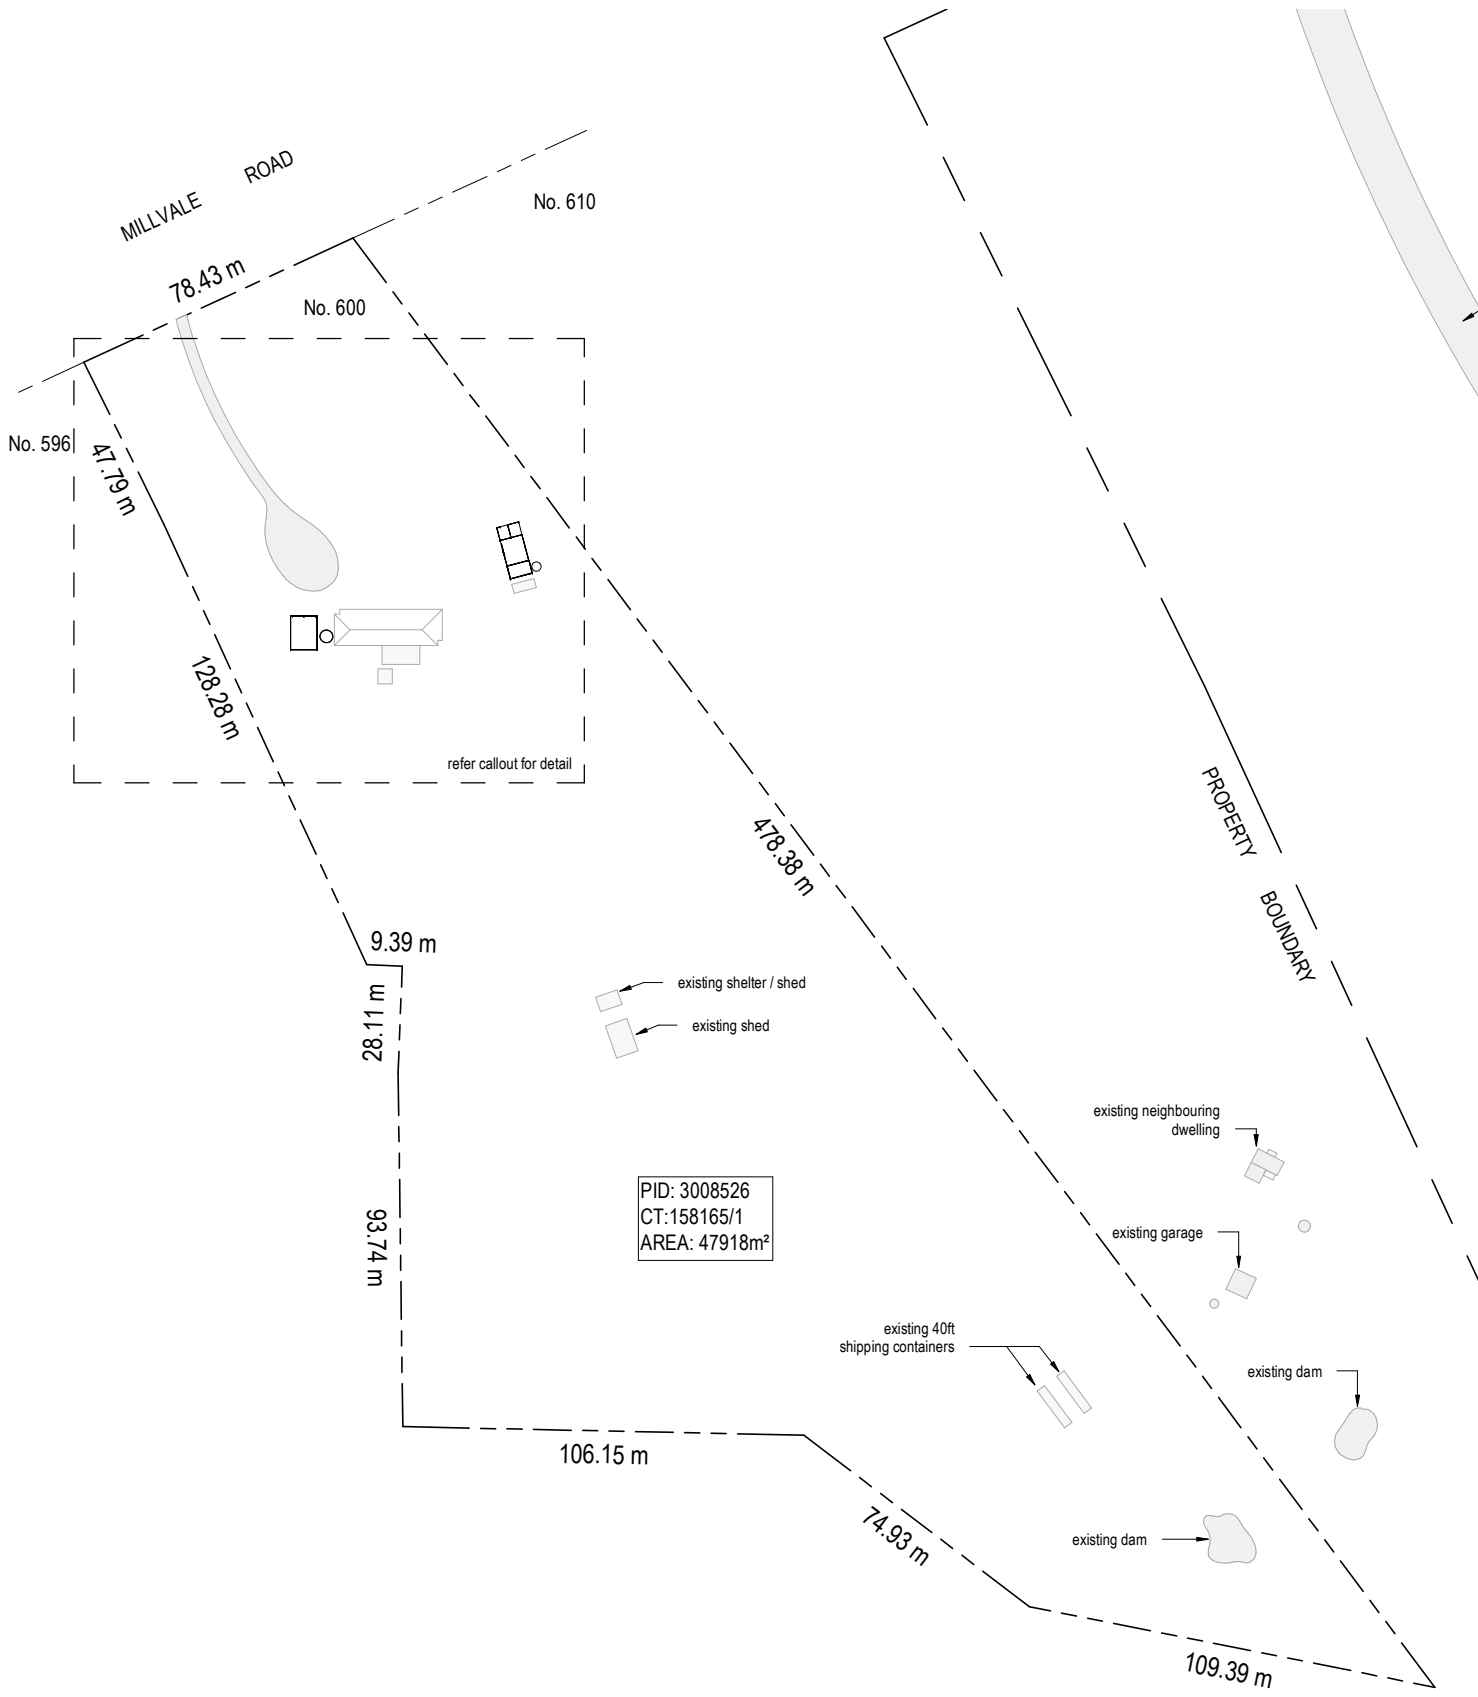 MILLVALE ROAD
No. 610
78.43 m
No. 600
No. 596
47.79 m
128.28 m
refer callout for detail
478.38 m
PROPERTY BOUNDARY
9.39 m
28.11 m
existing shelter / shed
existing shed
existing neighbouring
dwelling
93.74 m
PID: 3008526
CT:158165/1
AREA: 47918m²
existing garage
existing 40ft
shipping containers
existing dam
106.15 m
74.93 m
existing dam
109.39 m